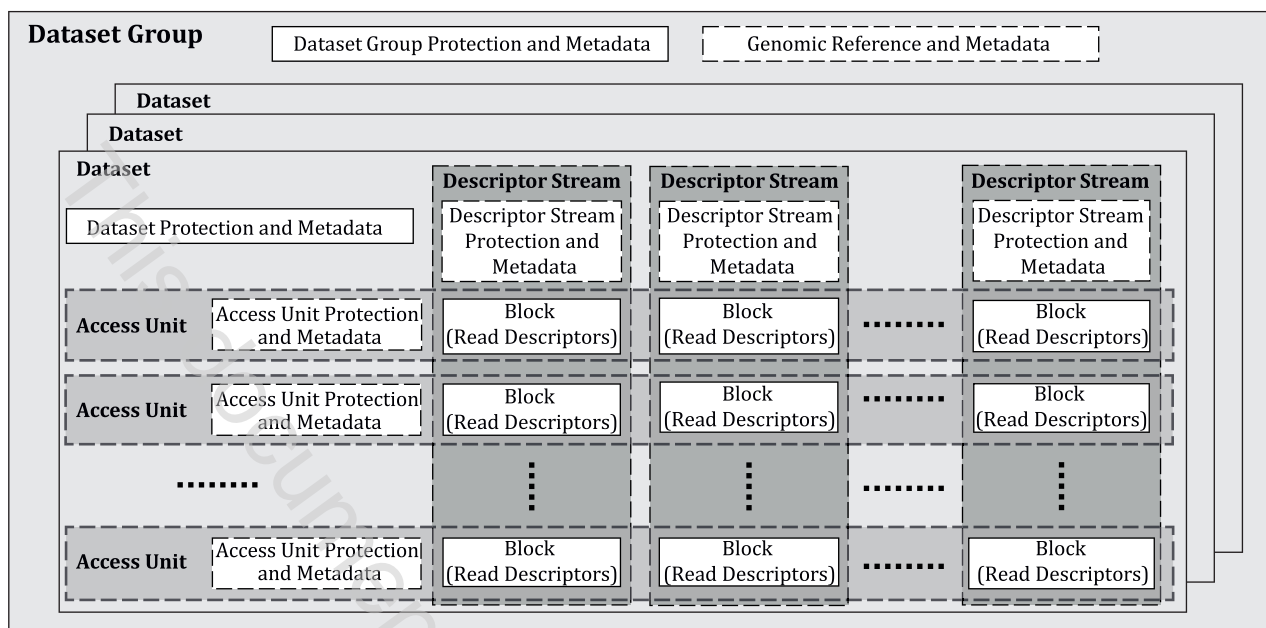 Dataset Group
Dataset Group Protection and Metadata
Genomic Reference and Metadata
Dataset
Dataset
Dataset
Dataset Protection and Metadata
Descriptor Stream
Descriptor Stream
Protection and
Metadata
Descriptor Stream
Descriptor Stream
Protection and
Metadata
Descriptor Stream
Descriptor Stream
Protection and
Metadata
Access Unit
Access Unit Protection
and Metadata
Block
(Read Descriptors)
Block
(Read Descriptors)
Block
(Read Descriptors)
Access Unit
Access Unit Protection
and Metadata
Block
(Read Descriptors)
Block
(Read Descriptors)
Block
(Read Descriptors)
Access Unit
Access Unit Protection
and Metadata
Block
(Read Descriptors)
Block
(Read Descriptors)
Block
(Read Descriptors)
This